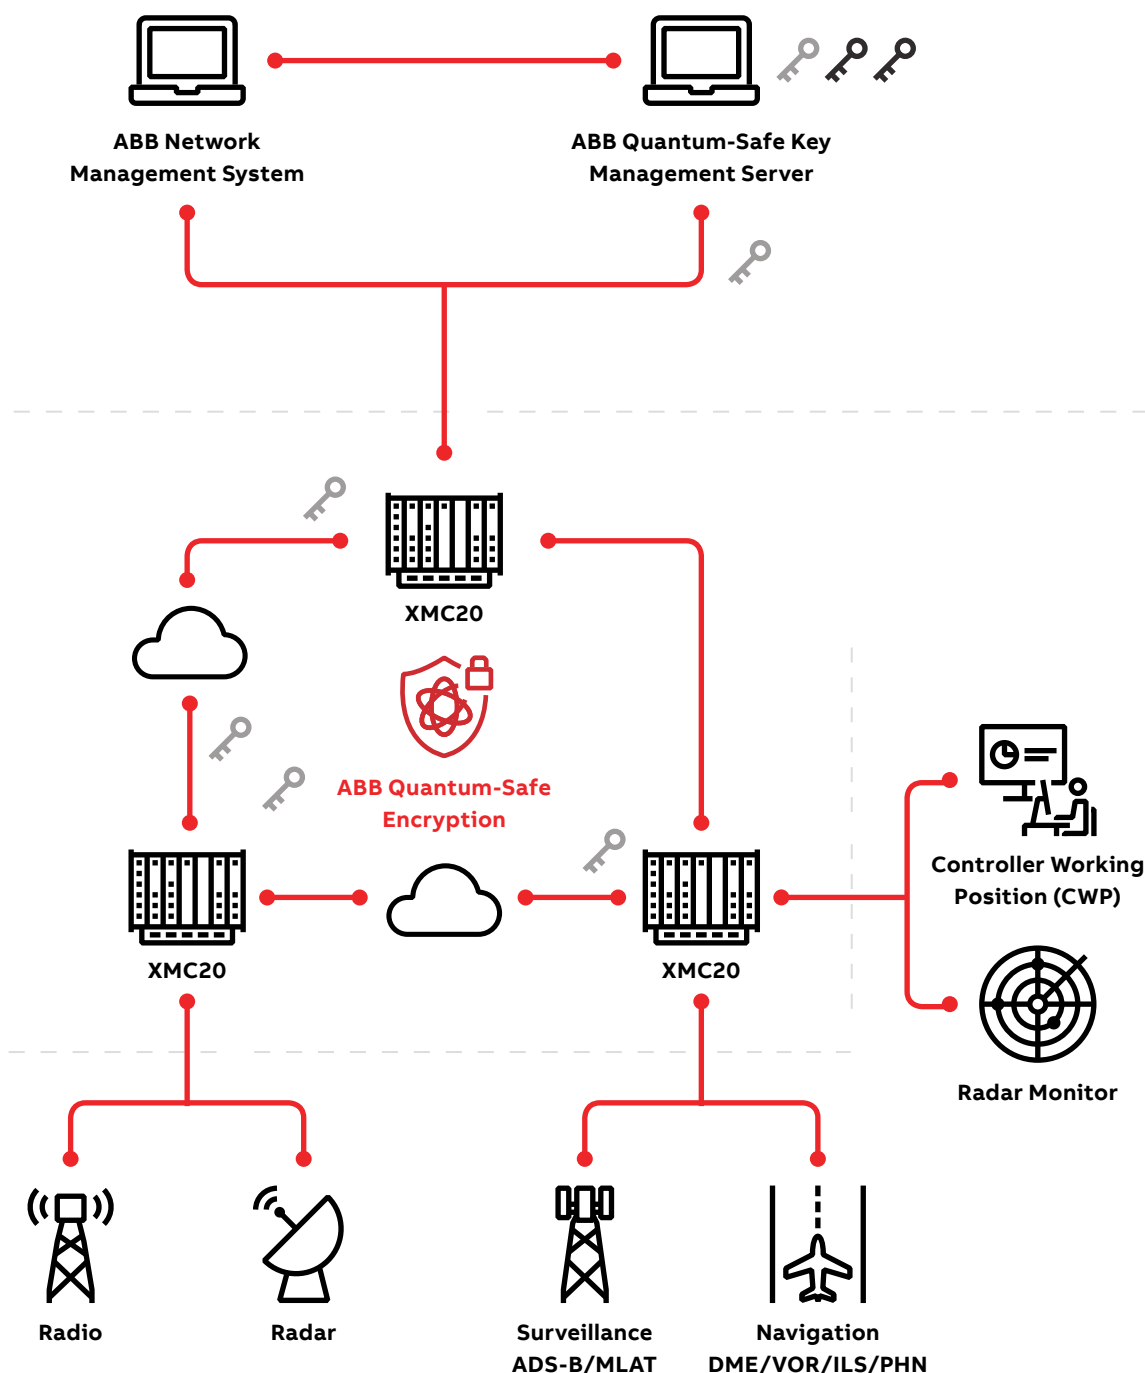 ABB Network
Management System
ABB Quantum-Safe Key
Management Server
XMC20
ABB Quantum-Safe
Encryption
XMC20
XMC20
Controller Working
Position (CWP)
Radar Monitor
Radio
Radar
Surveillance
ADS-B/MLAT
Navigation
DME/VOR/ILS/PHN